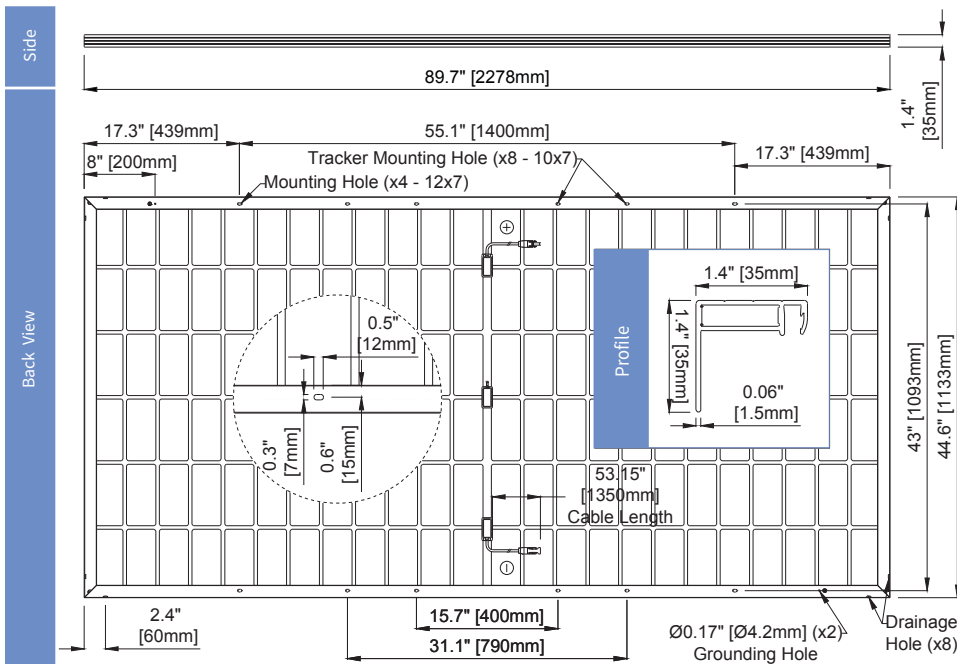 Side
89.7" [2278mm]
1.4"
[35mm]
Back View
17.3" [439mm]
55.1" [1400mm]
17.3" [439mm]
8" [200mm]
Tracker Mounting Hole (x8 - 10x7)
Mounting Hole (x4 - 12x7)
+
0.5"
[12mm]
0.3"
[7mm]
0.6"
[15mm]
Profile
1.4" [35mm]
1.4" [35mm]
0.06"
[1.5mm]
43" [1093mm]
44.6" [1133mm]
53.15"
[1350mm]
Cable Length
−
2.4"
[60mm]
15.7" [400mm]
31.1" [790mm]
Ø0.17" [Ø4.2mm] (x2)
Grounding Hole
Drainage
Hole (x8)